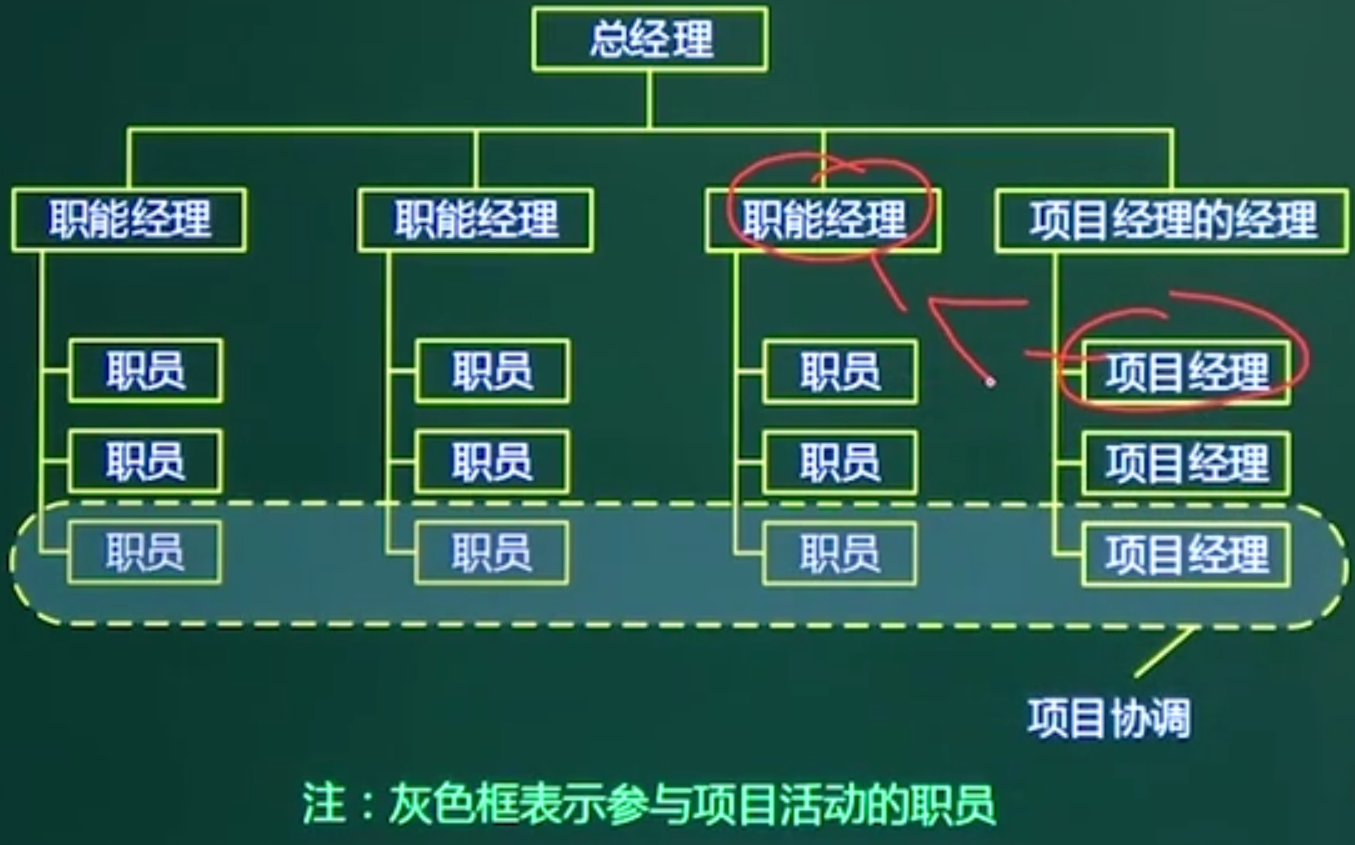 总经理
职能经理 职能经理 职能经理 项目经理的经理
职员 职员 职员 项目经理
职员 职员 职员 项目经理
职员 职员 职员 项目经理
项目协调
注：灰色框表示参与项目活动的职员